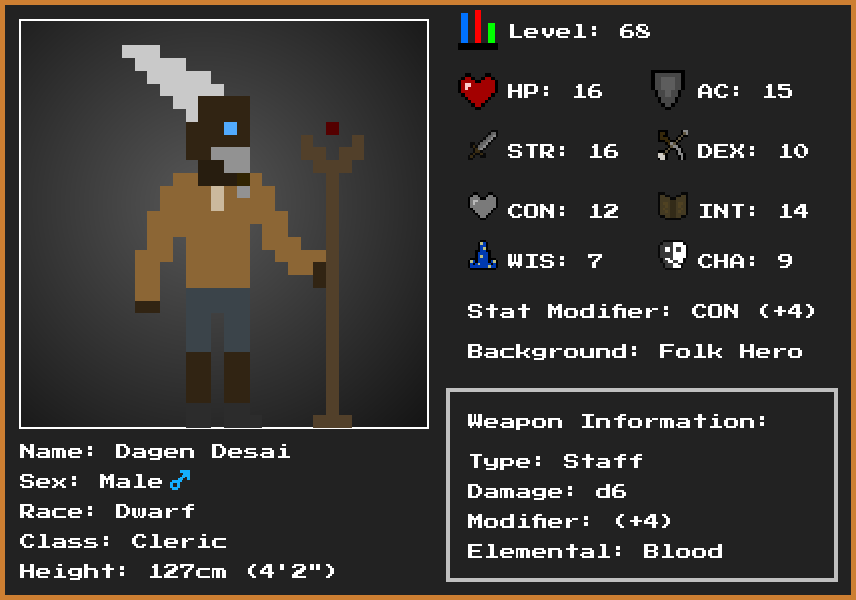 Level: 68
HP: 16
AC: 15
STR: 16
DEX: 10
CON: 12
INT: 14
WIS: 7
CHA: 9
Stat Modifier: CON (+4)
Background: Folk Hero
Weapon Information:
Type: Staff
Damage: d6
Modifier: (+4)
Elemental: Blood
Name: Dagen Desai
Sex: Male ♂
Race: Dwarf
Class: Cleric
Height: 127cm (4'2")